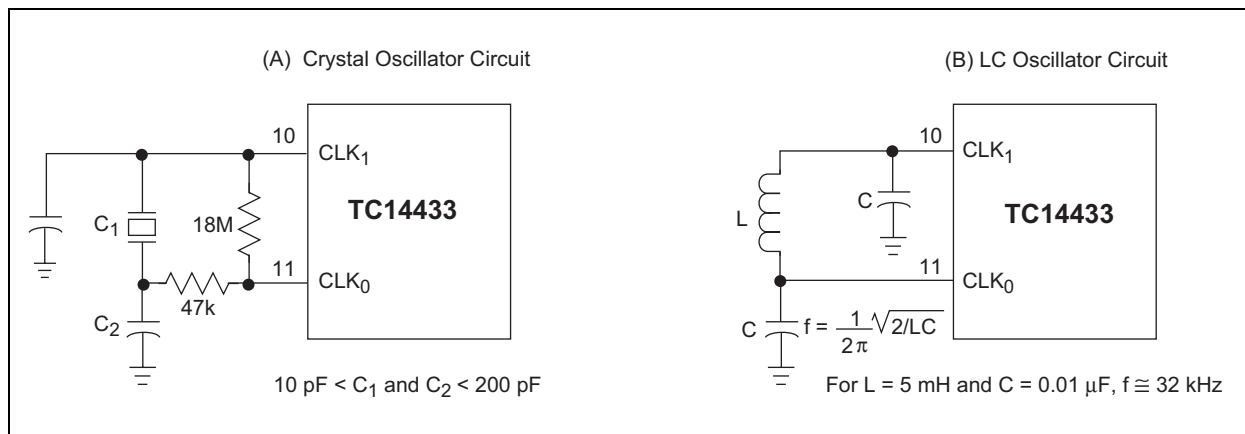 (A) Crystal Oscillator Circuit
10
CLK1
TC14433
C1
18M
11
CLK0
47k
C2
10 pF < C1 and C2 < 200 pF
(B) LC Oscillator Circuit
10
CLK1
C
TC14433
L
11
CLK0
C
f = 1/2π √2/LC
For L = 5 mH and C = 0.01 μF, f ≅ 32 kHz